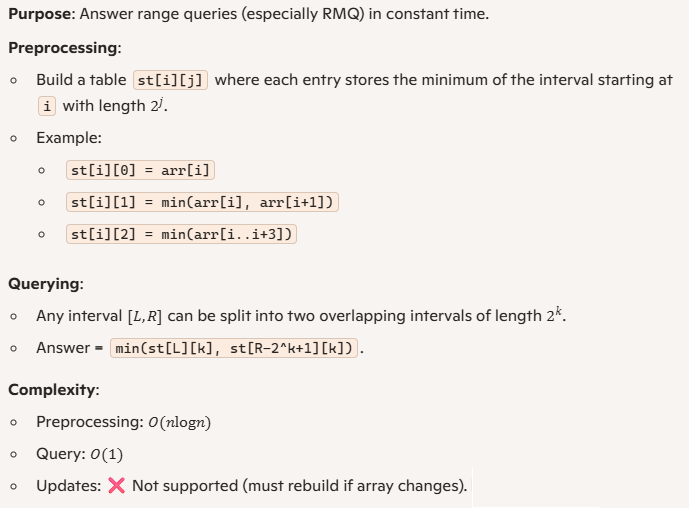 Purpose: Answer range queries (especially RMQ) in constant time.
Preprocessing:
○ Build a table st[i][j] where each entry stores the minimum of the interval starting at
i with length 2^j.
○ Example:
○ st[i][0] = arr[i]
○ st[i][1] = min(arr[i], arr[i+1])
○ st[i][2] = min(arr[i..i+3])
Querying:
○ Any interval [L,R] can be split into two overlapping intervals of length 2^k.
○ Answer = min(st[L][k], st[R-2^k+1][k]).
Complexity:
○ Preprocessing: O(nlogn)
○ Query: O(1)
○ Updates: ❌ Not supported (must rebuild if array changes).